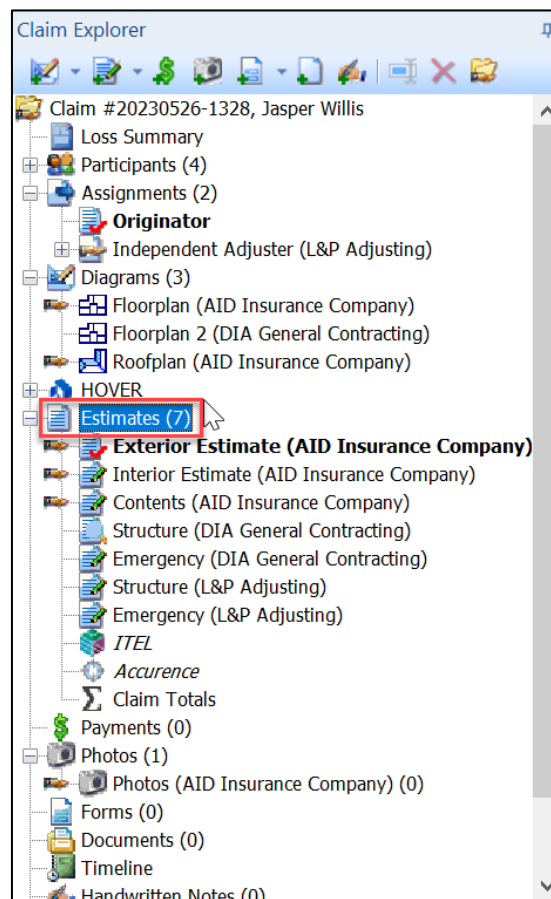 Claim Explorer
Claim #20230526-1328, Jasper Willis
Loss Summary
Participants (4)
Assignments (2)
Originator
Independent Adjuster (L&P Adjusting)
Diagrams (3)
Floorplan (AID Insurance Company)
Floorplan 2 (DIA General Contracting)
Roofplan (AID Insurance Company)
HOVER
Estimates (7)
Exterior Estimate (AID Insurance Company)
Interior Estimate (AID Insurance Company)
Contents (AID Insurance Company)
Structure (DIA General Contracting)
Emergency (DIA General Contracting)
Structure (L&P Adjusting)
Emergency (L&P Adjusting)
ITEL
Accurence
Claim Totals
Payments (0)
Photos (1)
Photos (AID Insurance Company) (0)
Forms (0)
Documents (0)
Timeline
Handwritten Notes (0)